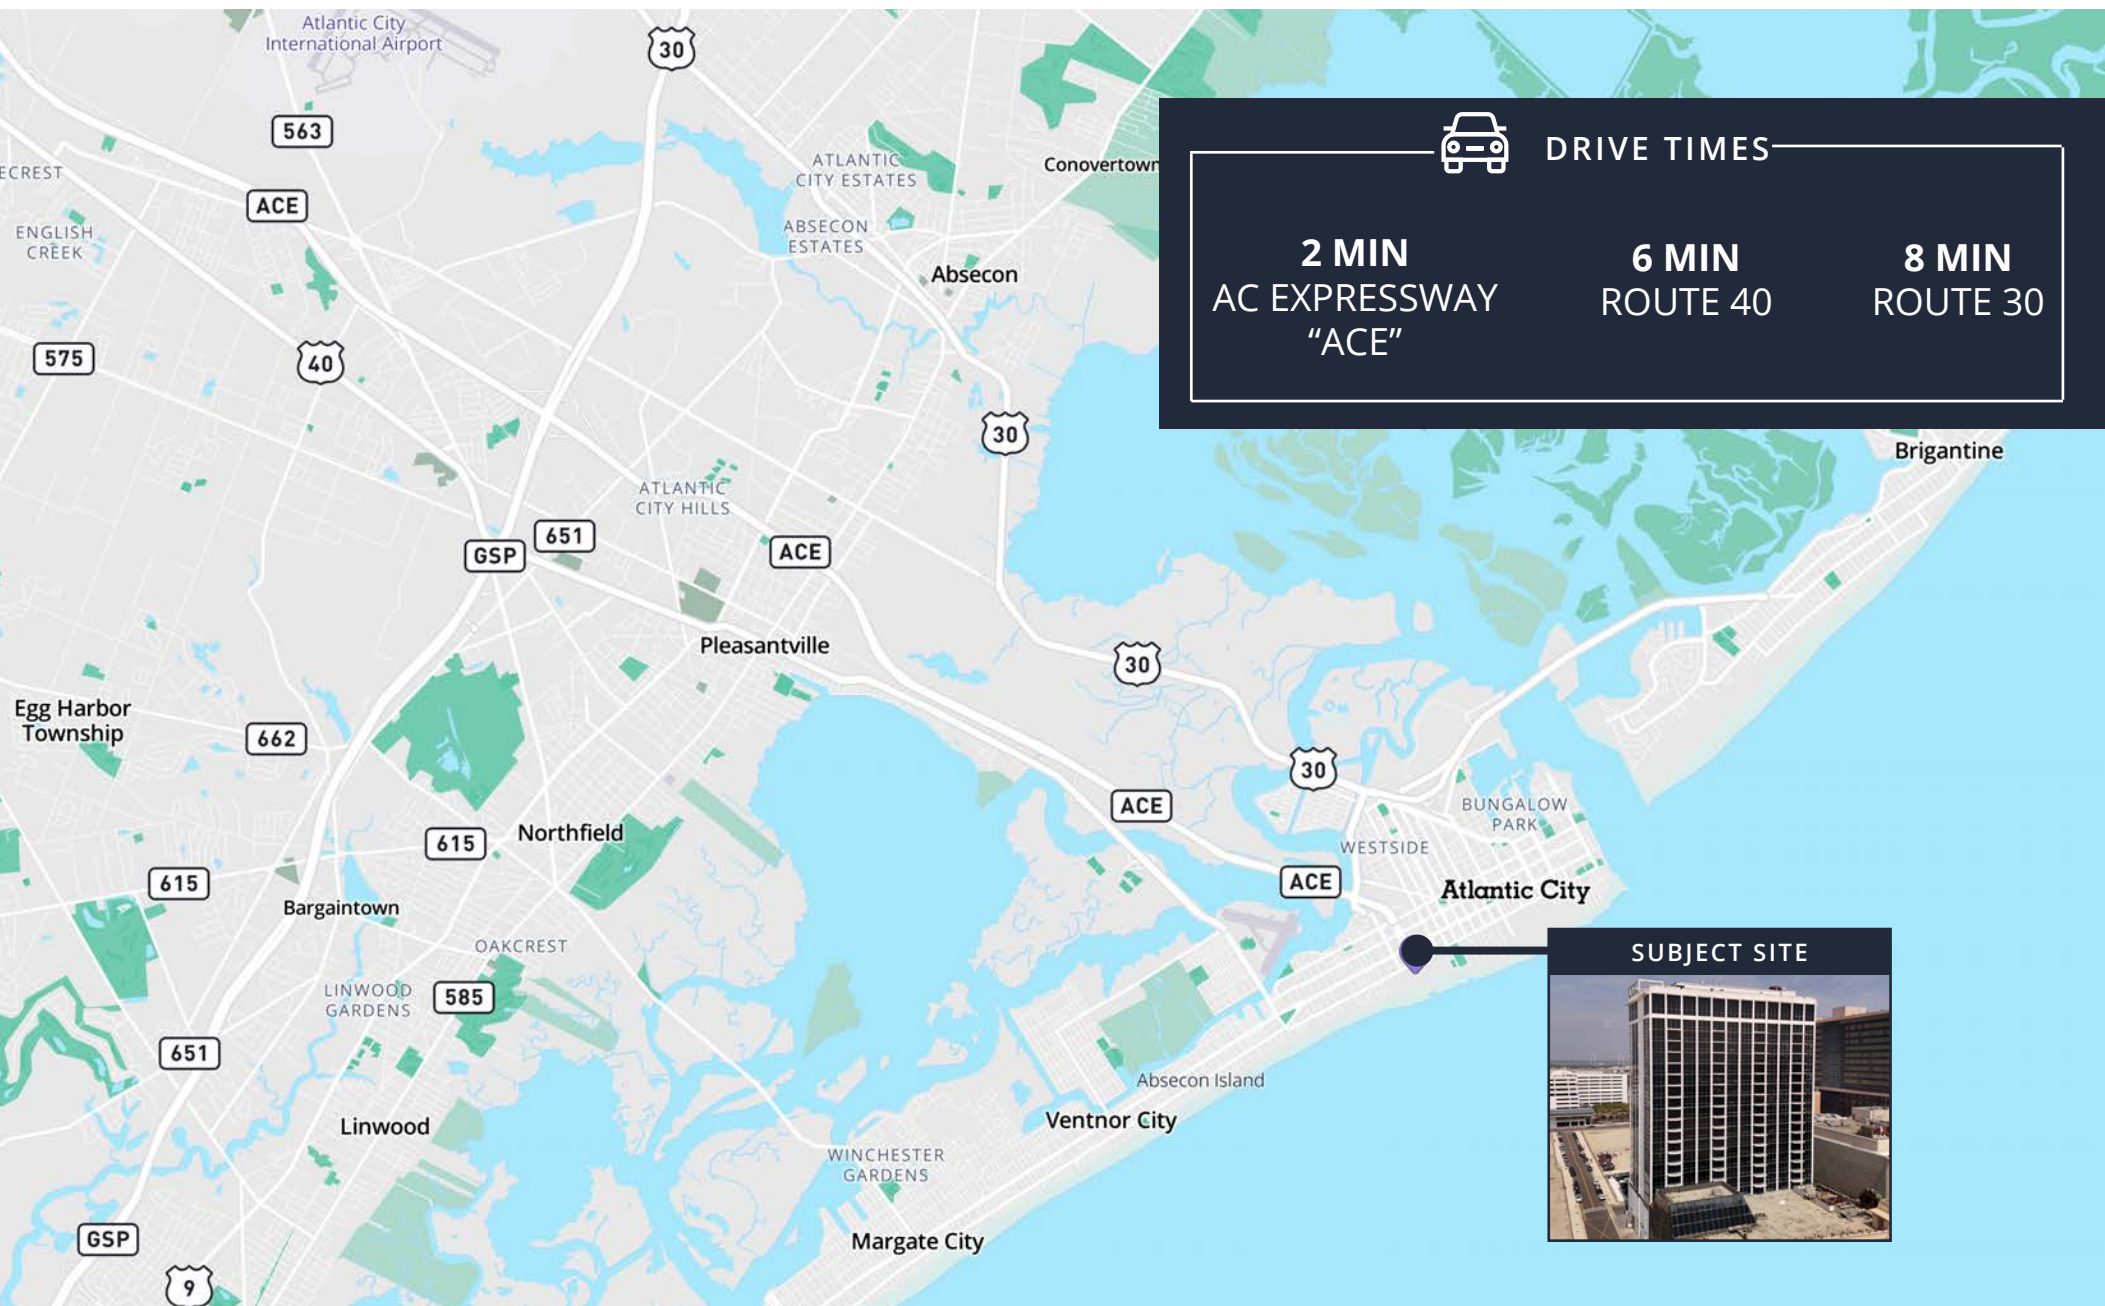 Atlantic City
International Airport
30
563
ATLANTIC
CITY ESTATES
Conovertown
DRIVE TIMES
ECREST
ACE
ENGLISH
CREEK
ABSECON
ESTATES
Absecon
2 MIN
AC EXPRESSWAY
“ACE”
6 MIN
ROUTE 40
8 MIN
ROUTE 30
575
40
30
Brigantine
ATLANTIC
CITY HILLS
651
GSP
ACE
Pleasantville
30
Egg Harbor
Township
662
30
ACE
BUNGALOW
PARK
615
Northfield
WESTSIDE
615
ACE
Atlantic City
Bargaintown
OAKCREST
SUBJECT SITE
LINWOOD
GARDENS
585
651
Absecon Island
Linwood
Ventnor City
WINCHESTER
GARDENS
GSP
Margate City
9